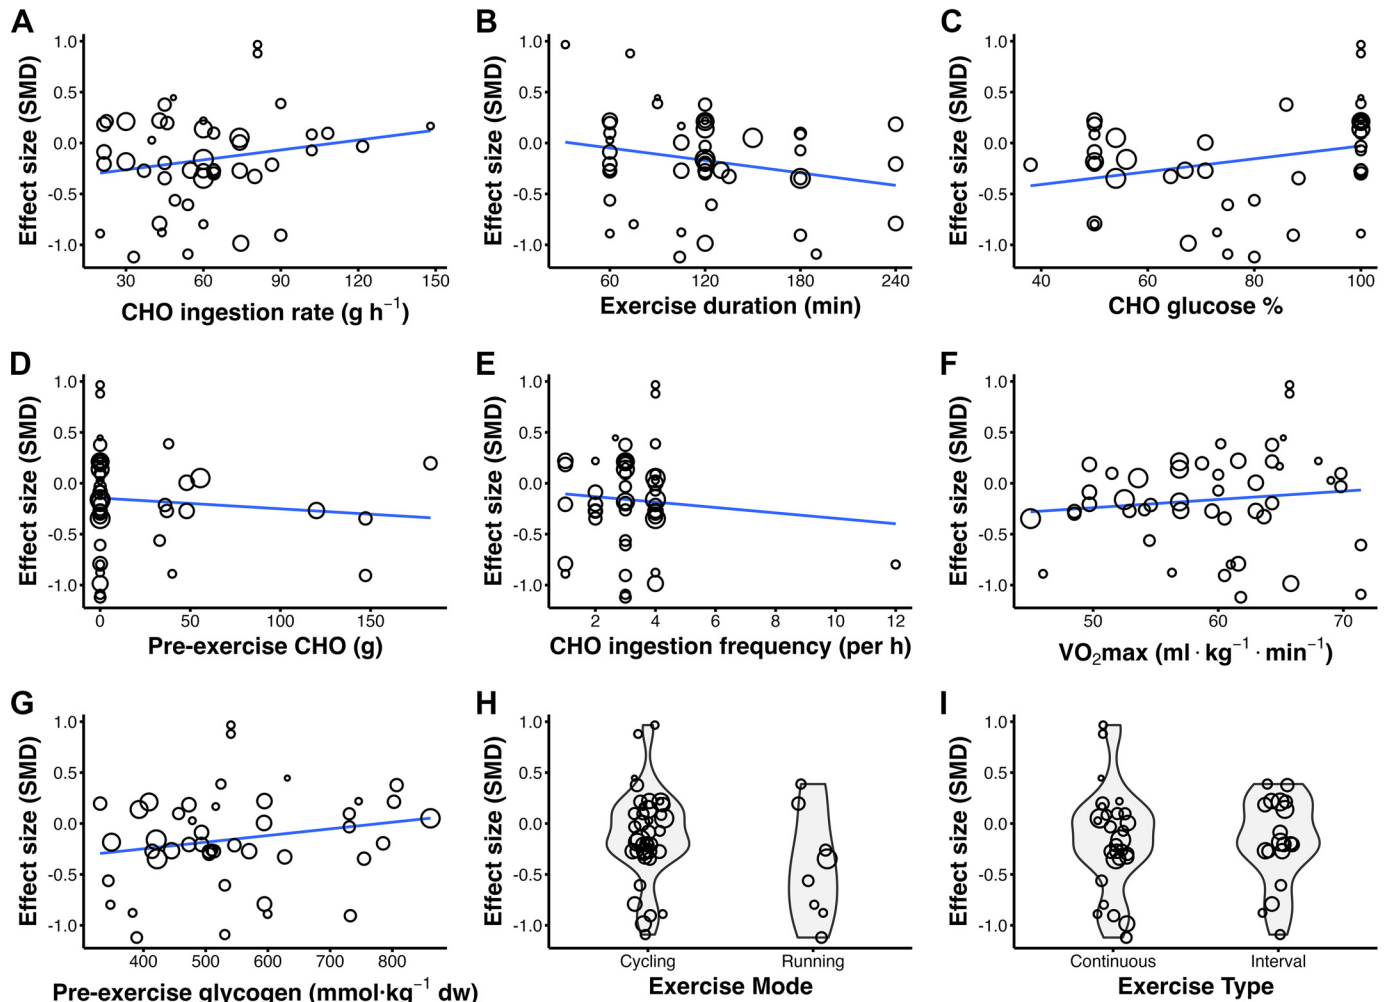 A
B
C
Effect size (SMD)
1.0
0.5
0.0
-0.5
-1.0
30 60 90 120 150
CHO ingestion rate (g h⁻¹)
Effect size (SMD)
1.0
0.5
0.0
-0.5
-1.0
60 120 180 240
Exercise duration (min)
Effect size (SMD)
1.0
0.5
0.0
-0.5
-1.0
40 60 80 100
CHO glucose %
D
E
F
Effect size (SMD)
1.0
0.5
0.0
-0.5
-1.0
0 50 100 150
Pre-exercise CHO (g)
Effect size (SMD)
1.0
0.5
0.0
-0.5
-1.0
2 4 6 8 10 12
CHO ingestion frequency (per h)
Effect size (SMD)
1.0
0.5
0.0
-0.5
-1.0
50 60 70
VO₂max (ml · kg⁻¹ · min⁻¹)
G
H
I
Effect size (SMD)
1.0
0.5
0.0
-0.5
-1.0
400 500 600 700 800
Pre-exercise glycogen (mmol·kg⁻¹ dw)
Effect size (SMD)
1.0
0.5
0.0
-0.5
-1.0
Cycling Running
Exercise Mode
Effect size (SMD)
1.0
0.5
0.0
-0.5
-1.0
Continuous Interval
Exercise Type